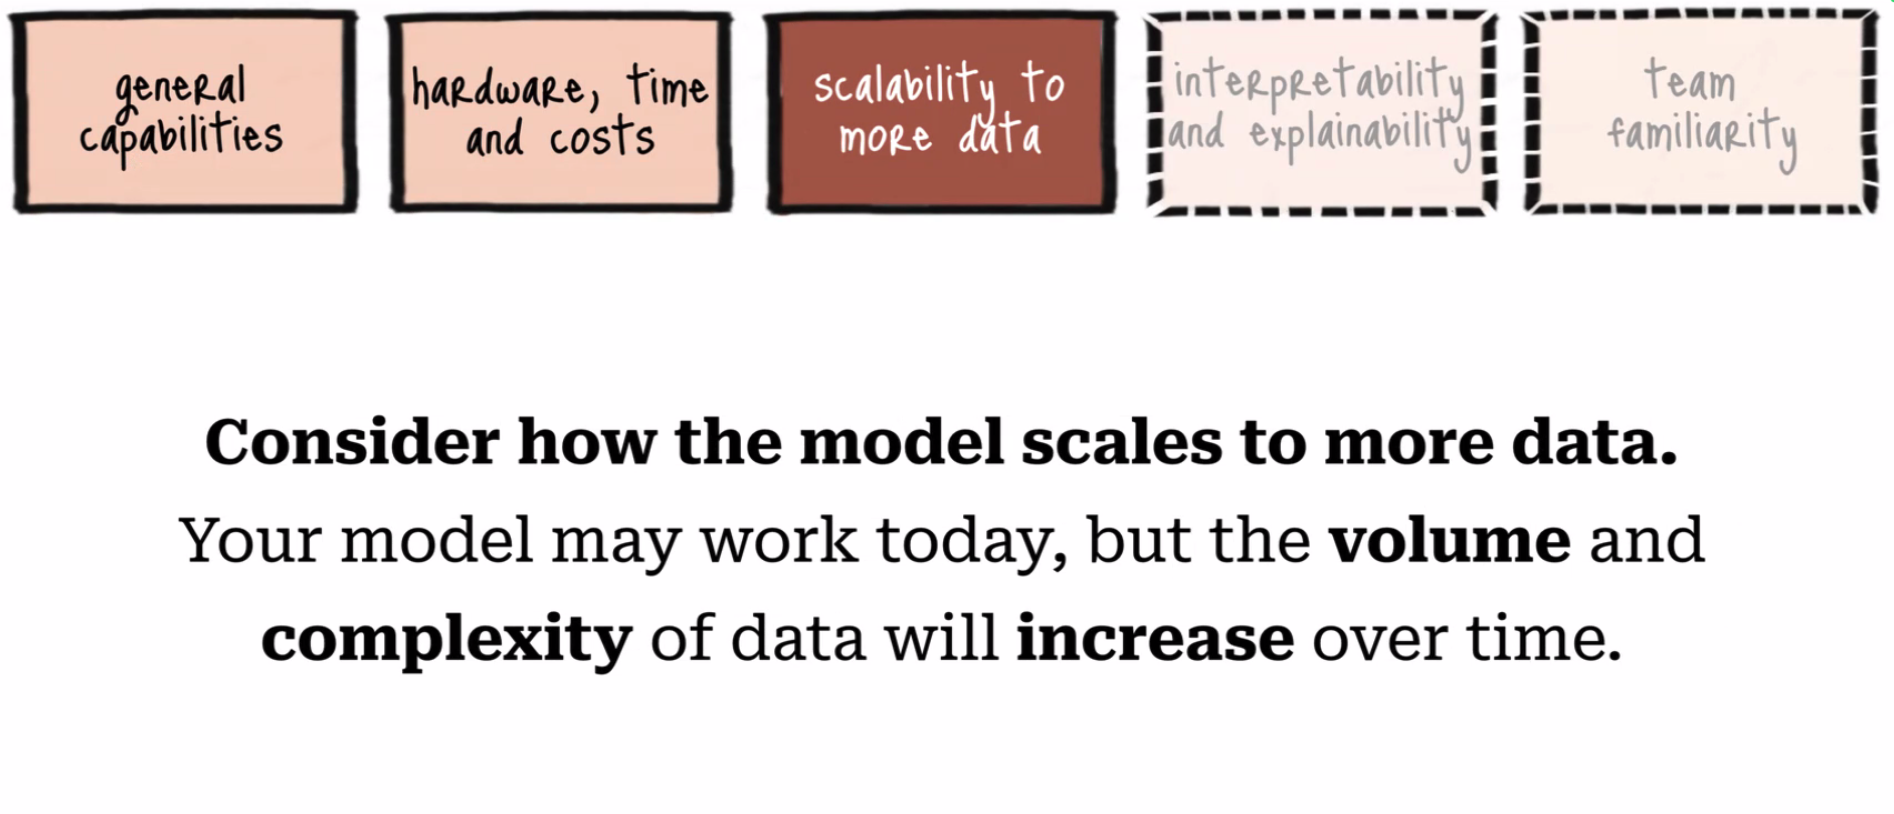 general
capabilities
hardware, time
and costs
scalability to
more data
interpretability
and explainability
team
familiarity
Consider how the model scales to more data.
Your model may work today, but the volume and
complexity of data will increase over time.